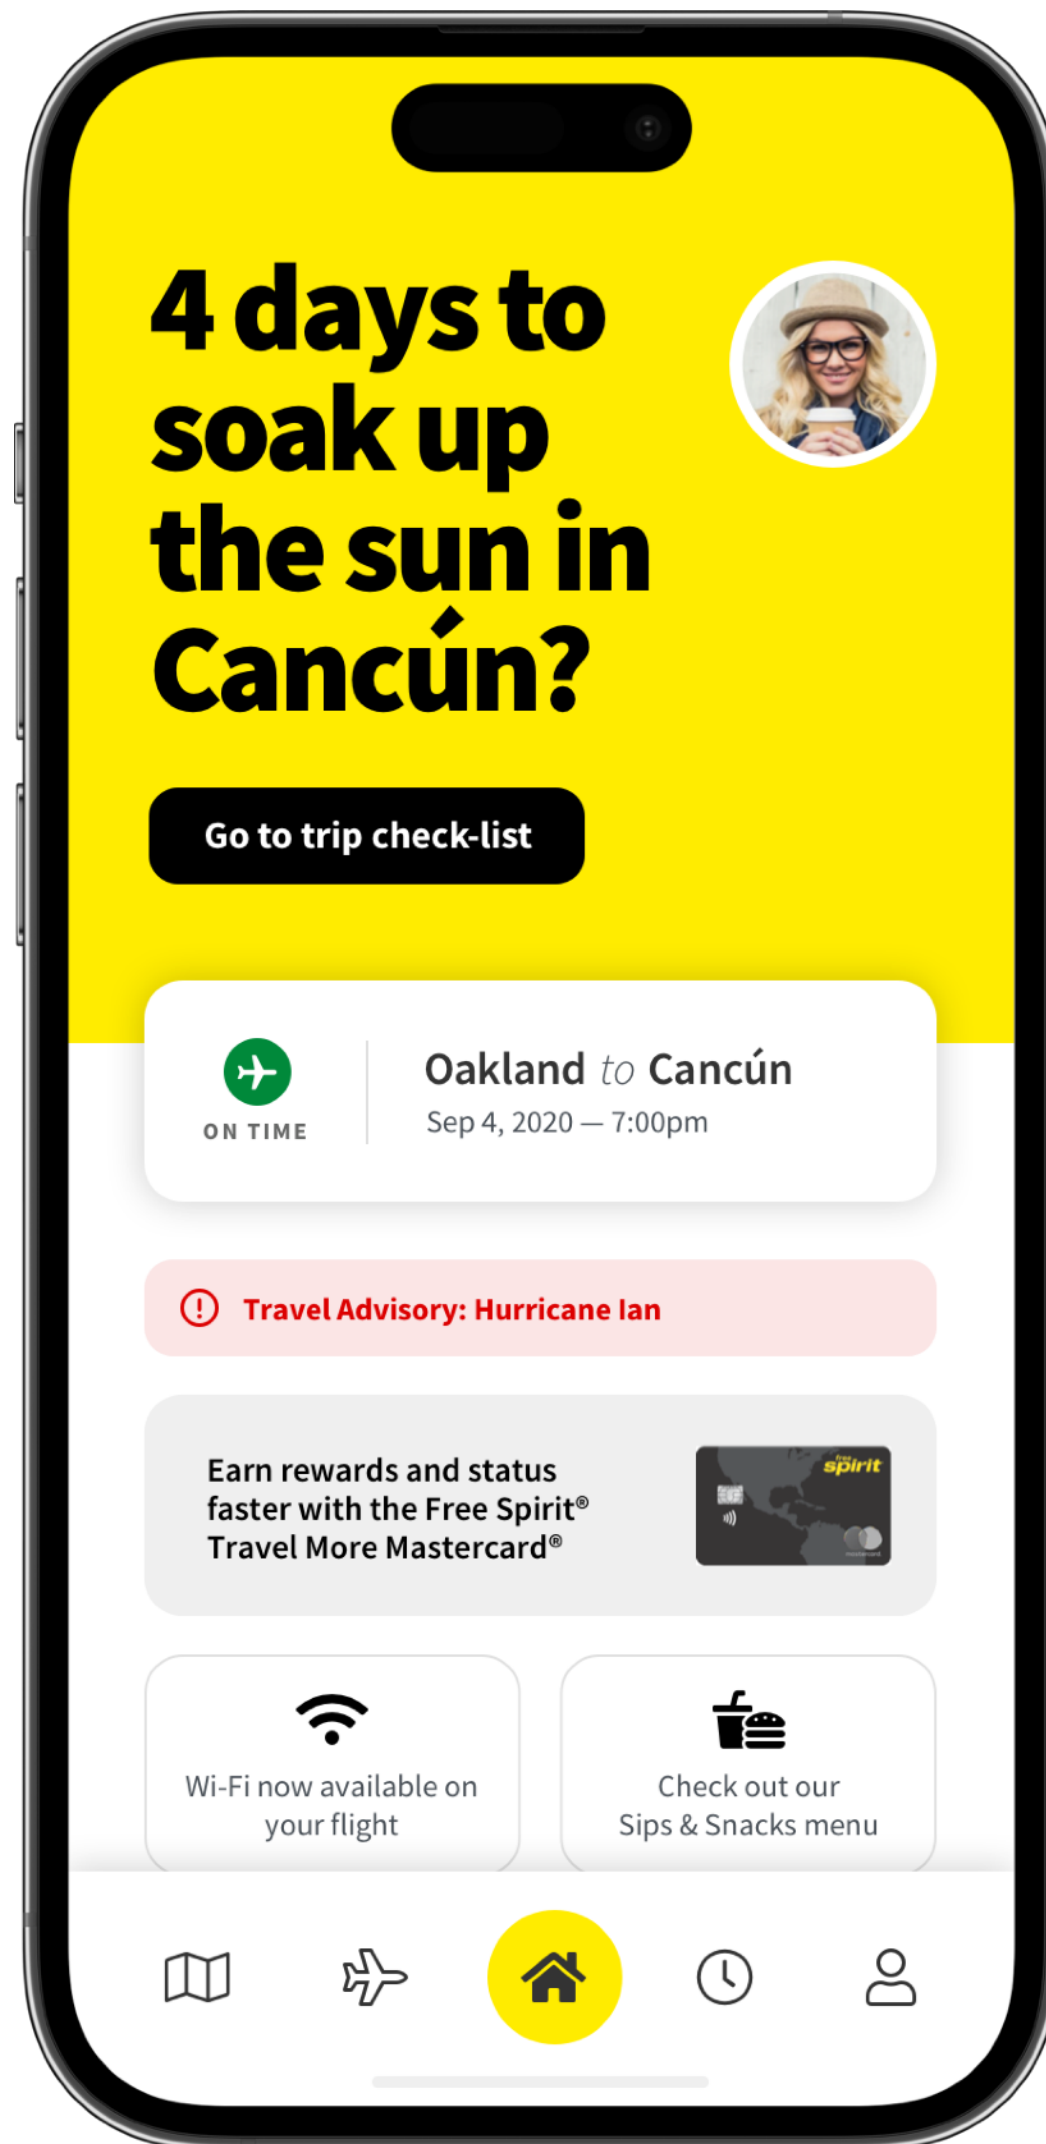 4 days to
soak up
the sun in
Cancún?
Go to trip check-list
Oakland to Cancún
Sep 4, 2020 — 7:00pm
ON TIME
Travel Advisory: Hurricane Ian
Earn rewards and status
faster with the Free Spirit®
Travel More Mastercard®
free
spirit
mastercard
Wi-Fi now available on
your flight
Check out our
Sips & Snacks menu